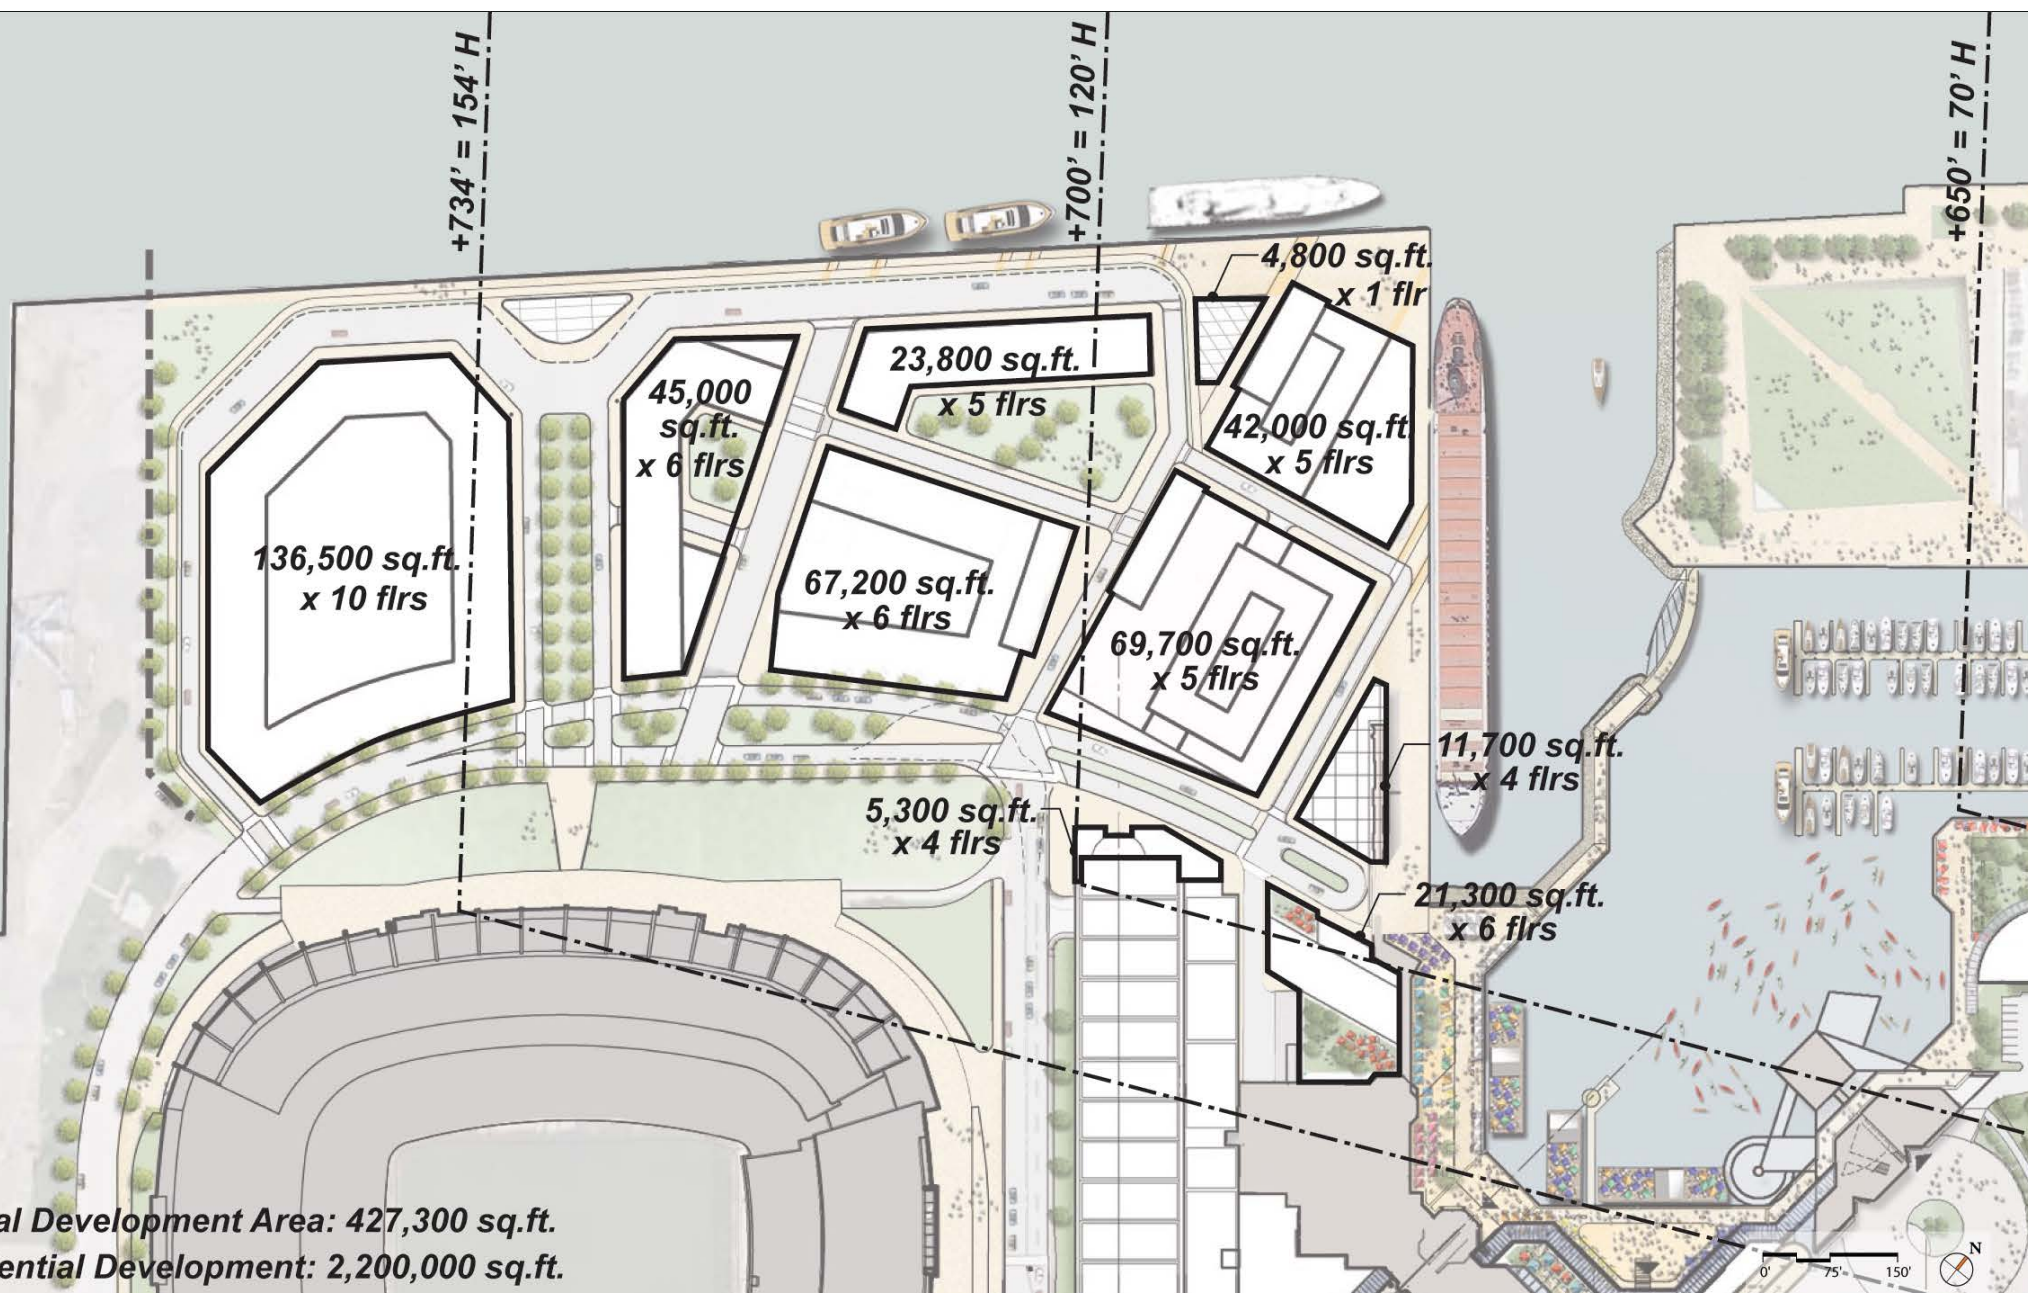 +734' = 154' H
+700' = 120' H
+650' = 70' H
4,800 sq.ft.
x 1 flr
23,800 sq.ft.
x 5 flrs
45,000
sq.ft.
x 6 flrs
42,000 sq.ft.
x 5 flrs
136,500 sq.ft.
x 10 flrs
67,200 sq.ft.
x 6 flrs
69,700 sq.ft.
x 5 flrs
11,700 sq.ft.
x 4 flrs
5,300 sq.ft.
x 4 flrs
21,300 sq.ft.
x 6 flrs
al Development Area: 427,300 sq.ft.
ential Development: 2,200,000 sq.ft.
0' 75' 150'
N